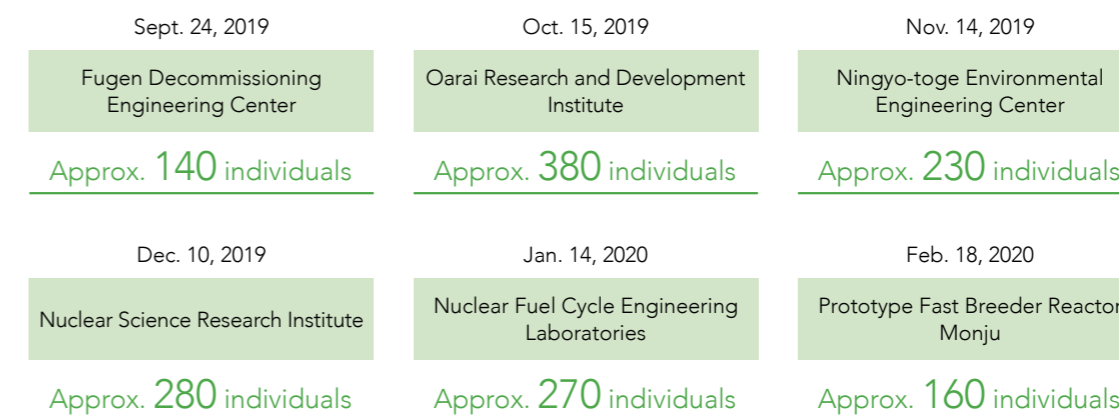 Sept. 24, 2019
Fugen Decommissioning
Engineering Center
Approx. 140 individuals
Oct. 15, 2019
Oarai Research and Development
Institute
Approx. 380 individuals
Nov. 14, 2019
Ningyo-toge Environmental
Engineering Center
Approx. 230 individuals
Dec. 10, 2019
Nuclear Science Research Institute
Approx. 280 individuals
Jan. 14, 2020
Nuclear Fuel Cycle Engineering
Laboratories
Approx. 270 individuals
Feb. 18, 2020
Prototype Fast Breeder Reactor
Monju
Approx. 160 individuals